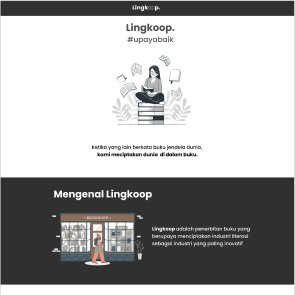 Lingkoop.
Lingkoop.
#upayabaik
Ketika yang lain berkata buku jendela dunia,
kami meciptakan dunia di dalam buku.
Mengenal Lingkoop
BOOKSHOP
Lingkoop adalah penerbitan buku yang
berupaya menciptakan industri literasi
sebagai industri yang paling inovatif